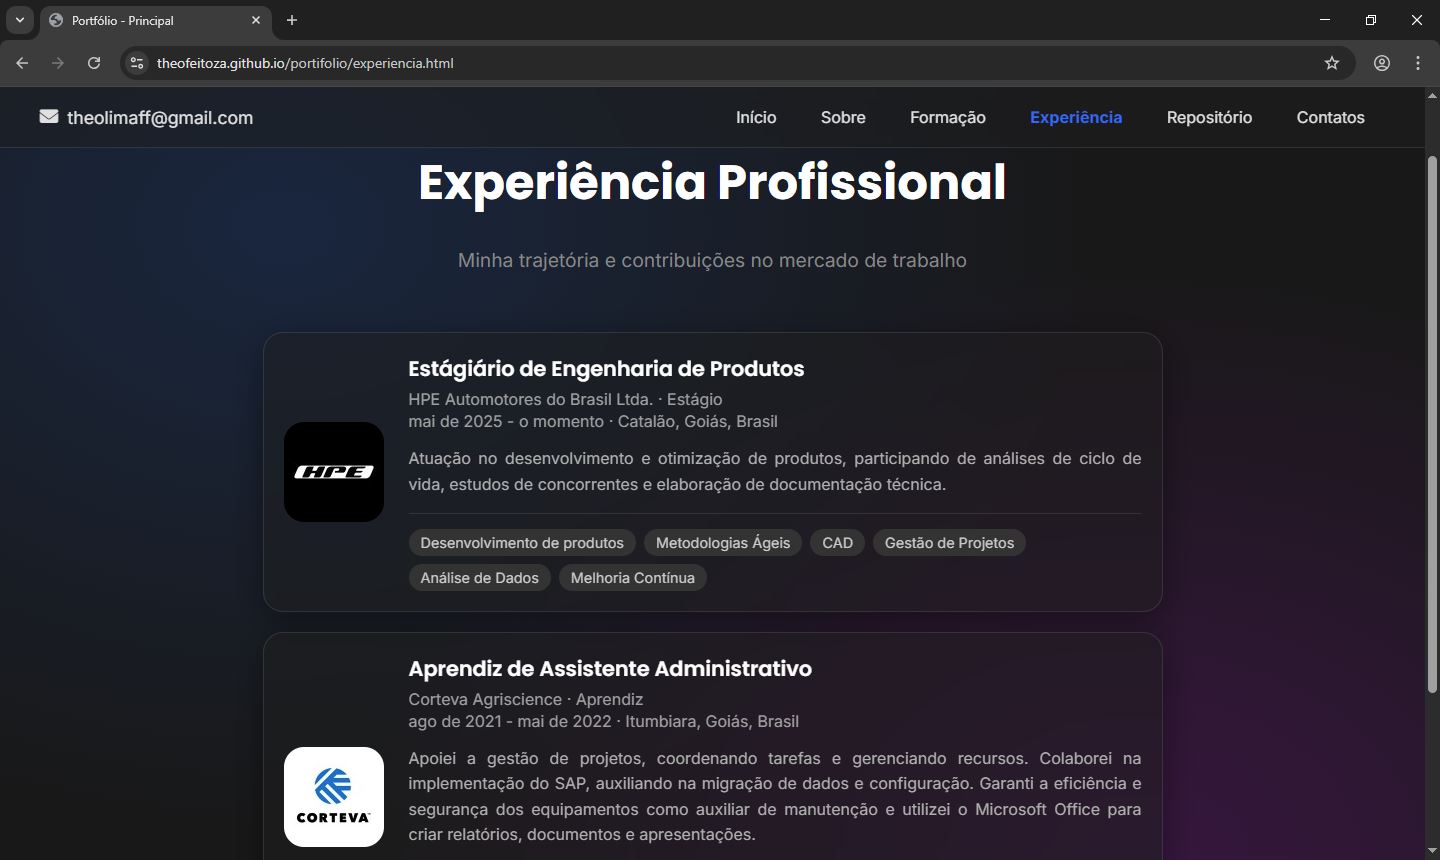 Portfólio - Principal
theofeitoza.github.io/portifolio/experiencia.html
theolimaff@gmail.com
Início
Sobre
Formação
Experiência
Repositório
Contatos
Experiência Profissional
Minha trajetória e contribuições no mercado de trabalho
HPE
Estágiário de Engenharia de Produtos
HPE Automotores do Brasil Ltda. · Estágio
mai de 2025 - o momento · Catalão, Goiás, Brasil
Atuação no desenvolvimento e otimização de produtos, participando de análises de ciclo de
vida, estudos de concorrentes e elaboração de documentação técnica.
Desenvolvimento de produtos
Metodologias Ágeis
CAD
Gestão de Projetos
Análise de Dados
Melhoria Contínua
CORTEVA
Aprendiz de Assistente Administrativo
Corteva Agriscience · Aprendiz
ago de 2021 - mai de 2022 · Itumbiara, Goiás, Brasil
Apoiei a gestão de projetos, coordenando tarefas e gerenciando recursos. Colaborei na
implementação do SAP, auxiliando na migração de dados e configuração. Garanti a eficiência e
segurança dos equipamentos como auxiliar de manutenção e utilizei o Microsoft Office para
criar relatórios, documentos e apresentações.